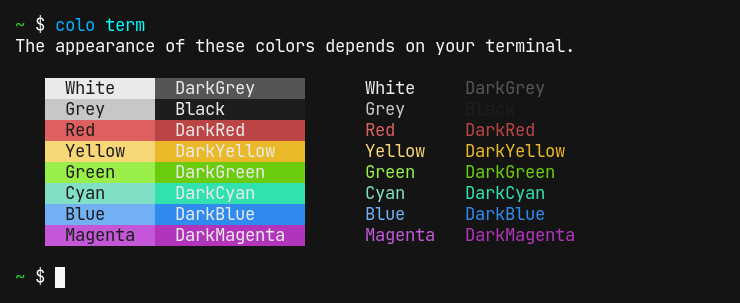 ~ $ colo term
The appearance of these colors depends on your terminal.
White DarkGrey White DarkGrey
Grey Black Grey Black
Red DarkRed Red DarkRed
Yellow DarkYellow Yellow DarkYellow
Green DarkGreen Green DarkGreen
Cyan DarkCyan Cyan DarkCyan
Blue DarkBlue Blue DarkBlue
Magenta DarkMagenta Magenta DarkMagenta
~ $